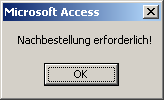 Microsoft Access
Nachbestellung erforderlich!
OK